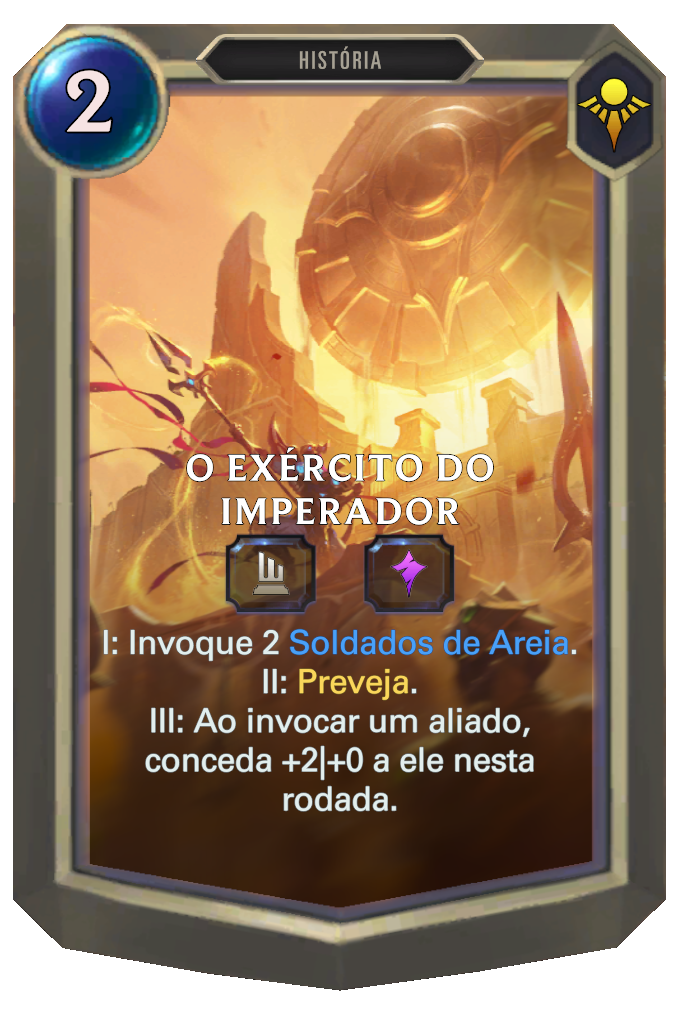 HISTÓRIA
2
O EXÉRCITO DO
IMPERADOR
I: Invoque 2 Soldados de Areia.
II: Preveja.
III: Ao invocar um aliado,
conceda +2|+0 a ele nesta
rodada.